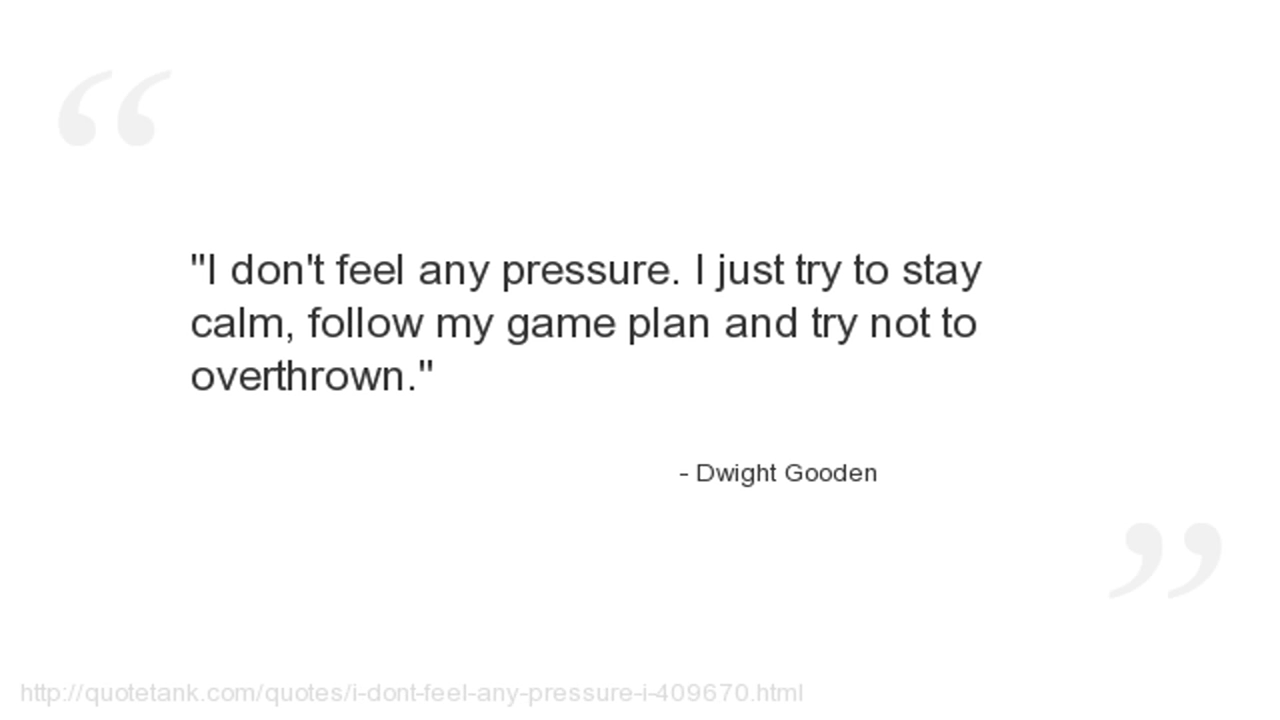 "I don't feel any pressure. I just try to stay
calm, follow my game plan and try not to
overthrown."
- Dwight Gooden
http://quotetank.com/quotes/i-dont-feel-any-pressure-i-409670.html